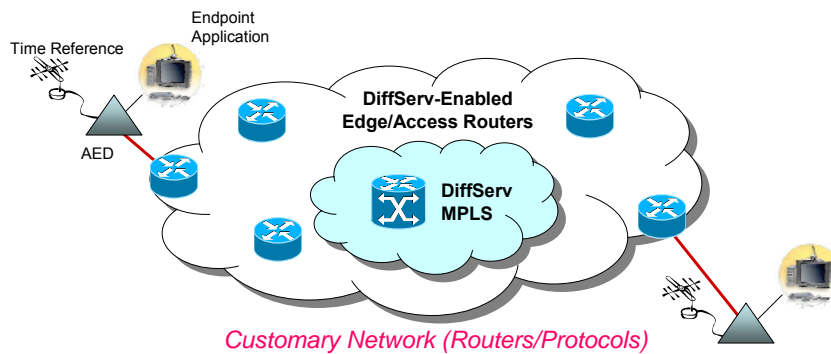 Endpoint
Application
Time Reference
AED
DiffServ-Enabled
Edge/Access Routers
DiffServ
MPLS
Customary Network (Routers/Protocols)